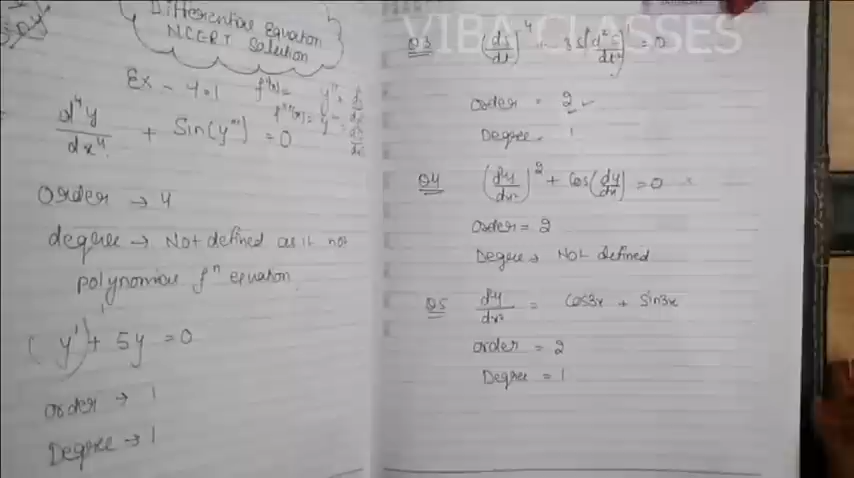 Differential Equation
NCERT Solution
Ex - 4.1
d⁴y/dx⁴ + Sin(y''') = 0
Order → 4
degree → Not defined as it not
polynomial fⁿ equation
(y')¹ + 5y = 0
order → 1
Degree → 1
VIBA CLASSES
Q3 (ds/dt)⁴ + 3s(d²s/dt²)¹ = 0
Order = 2
Degree = 1
Q4 (d²y/dx²)² + Cos(dy/dx) = 0
Order = 2
Degree → Not defined
Q5 d²y/dx² = Cos3x + Sin3x
Order = 2
Degree = 1